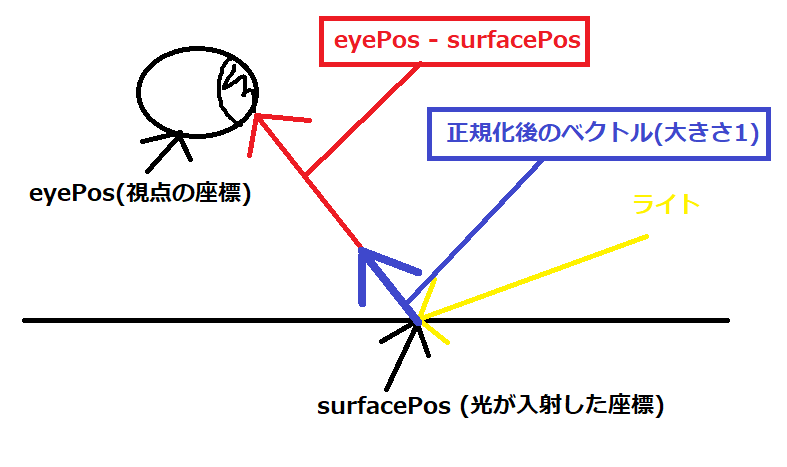 eyePos - surfacePos
正規化後のベクトル(大きさ1)
eyePos(視点の座標)
ライト
surfacePos (光が入射した座標)